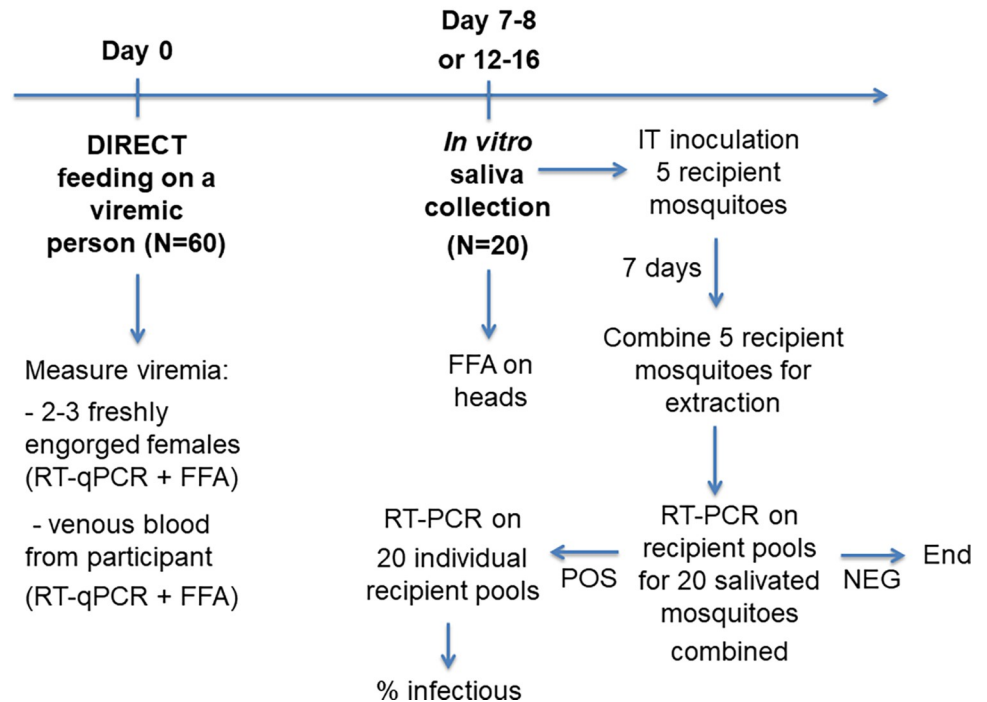 Day 0
Day 7-8
or 12-16
DIRECT
feeding on a
viremic
person (N=60)
Measure viremia:
- 2-3 freshly
engorged females
(RT-qPCR + FFA)
- venous blood
from participant
(RT-qPCR + FFA)
In vitro
saliva
collection
(N=20)
FFA on
heads
IT inoculation
5 recipient
mosquitoes
7 days
Combine 5 recipient
mosquitoes for
extraction
RT-PCR on
recipient pools
for 20 salivated
mosquitoes
combined
NEG
End
POS
RT-PCR on
20 individual
recipient pools
% infectious